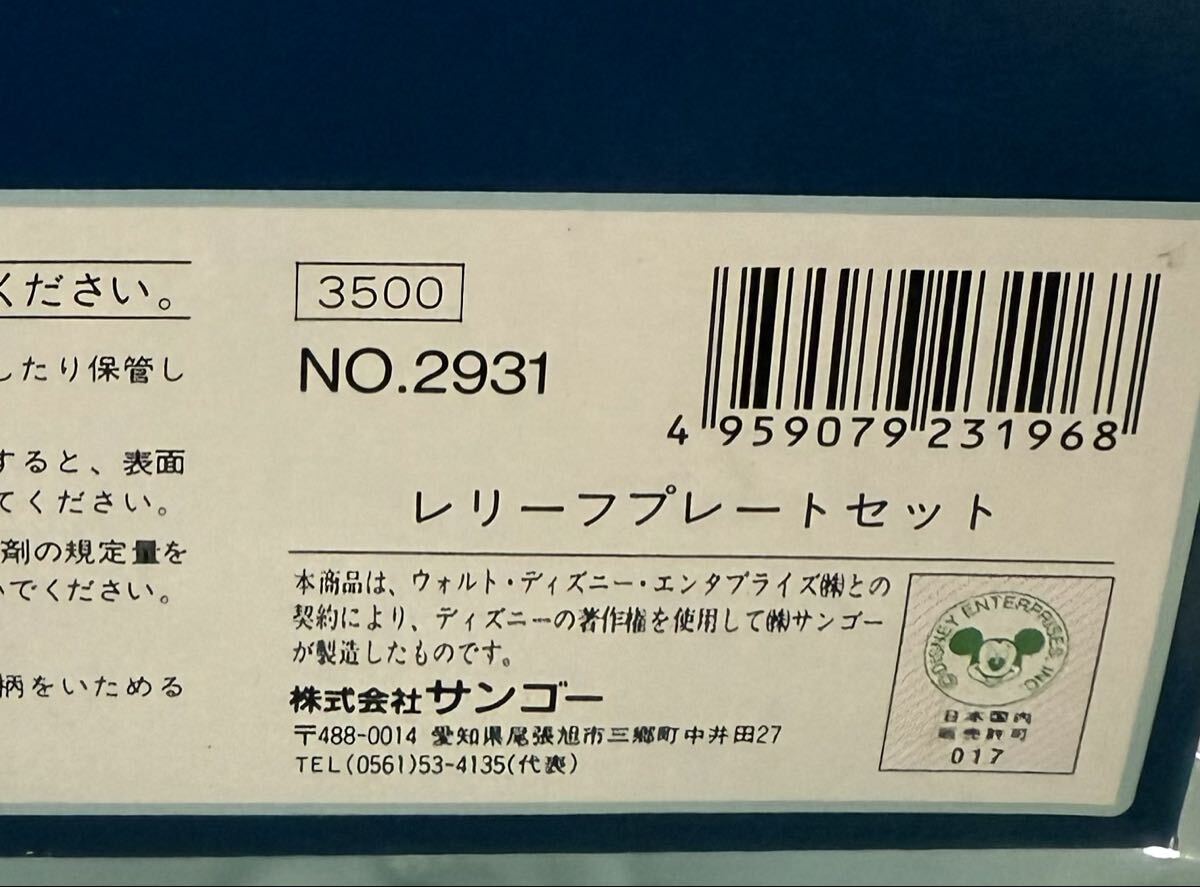 ください。
したり保管し
すると、表面
てください。
剤の規定量を
いでください。
柄をいためる
3500
NO.2931
4 959079 231968
レリーフプレートセット
本商品は、ウォルト・ディズニー・エンタプライズ㈱との
契約により、ディズニーの著作権を使用して㈱サンゴー
が製造したものです。
株式会社サンゴー
〒488-0014 愛知県尾張旭市三郷町中井田27
TEL(0561)53-4135(代表)
©DISNEY ENTERPRISES, INC
日本国内
販売許可
017